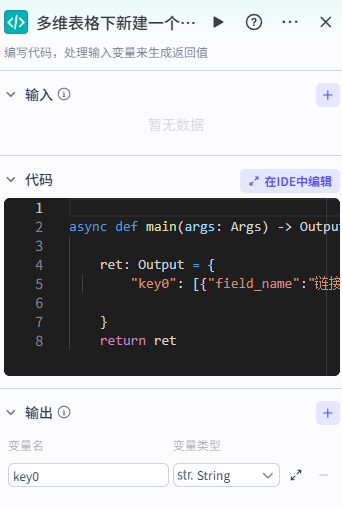 多维表格下新建一个...
编写代码，处理输入变量来生成返回值
输入
暂无数据
代码
在IDE中编辑
1
2 async def main(args: Args) -> Outpu
3
4 ret: Output = {
5 "key0": [{"field_name":"链接
6
7 }
8 return ret
输出
变量名 变量类型
key0 str. String